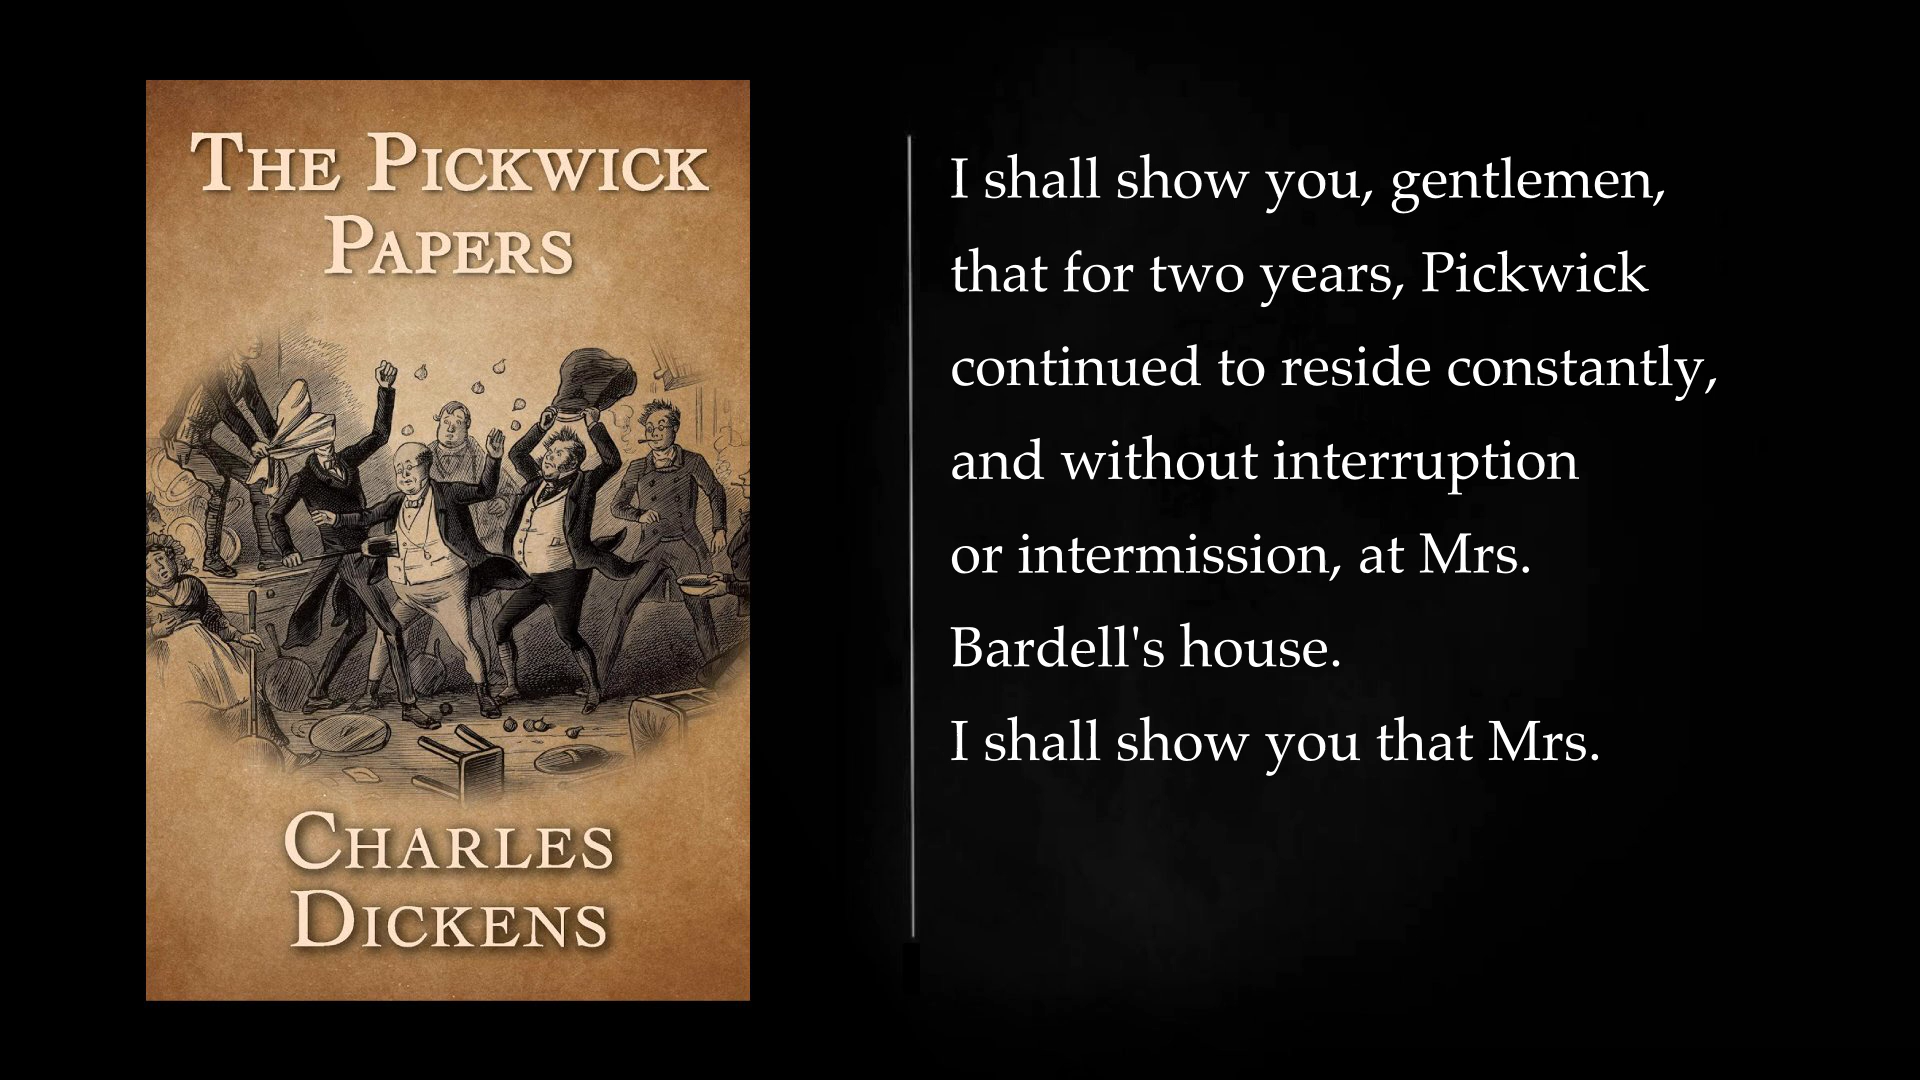 THE PICKWICK
PAPERS
CHARLES
DICKENS
I shall show you, gentlemen,
that for two years, Pickwick
continued to reside constantly,
and without interruption
or intermission, at Mrs.
Bardell's house.
I shall show you that Mrs.